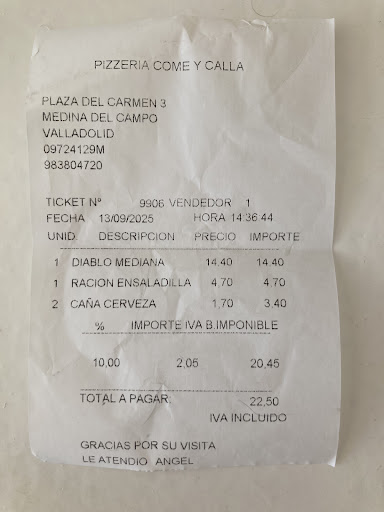 PIZZERIA COME Y CALLA
PLAZA DEL CARMEN 3
MEDINA DEL CAMPO
VALLADOLID
09724129M
983804720
TICKET Nº 9906 VENDEDOR 1
FECHA 13/09/2025 HORA 14:36:44
UNID. DESCRIPCION PRECIO IMPORTE
1 DIABLO MEDIANA 14,40 14,40
1 RACION ENSALADILLA 4,70 4,70
2 CAÑA CERVEZA 1,70 3,40
% IMPORTE IVA B.IMPONIBLE
10,00 2,05 20,45
TOTAL A PAGAR: 22,50
IVA INCLUIDO
GRACIAS POR SU VISITA
LE ATENDIO ANGEL